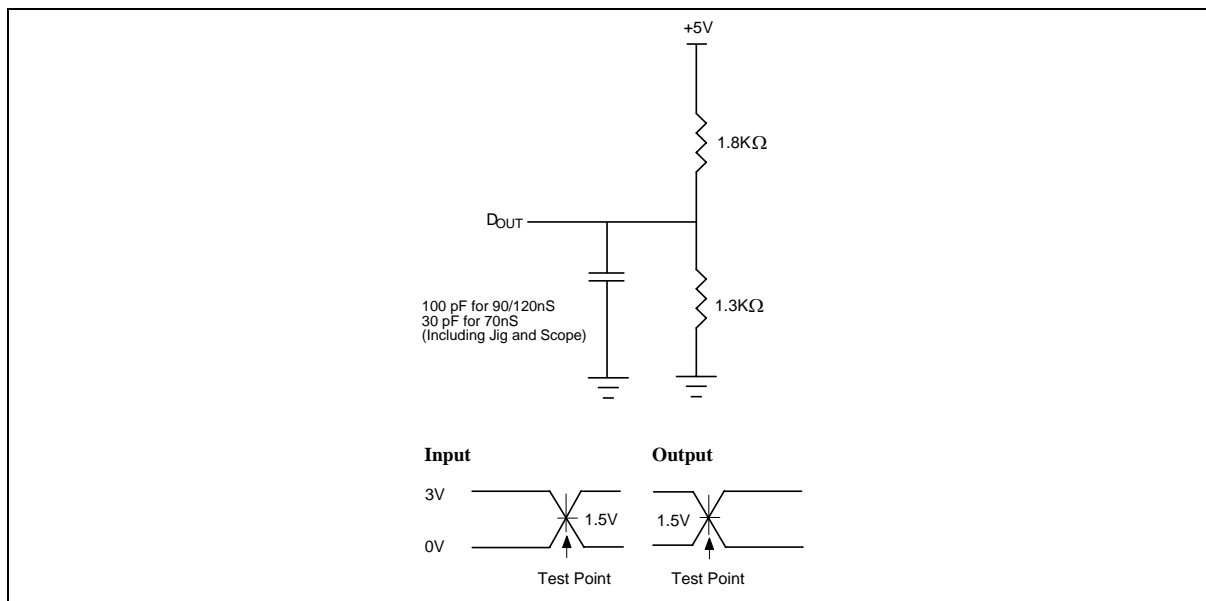 +5V
1.8KΩ
DOUT
100 pF for 90/120nS
30 pF for 70nS
(Including Jig and Scope)
1.3KΩ
Input
Output
3V
1.5V
1.5V
0V
Test Point
Test Point